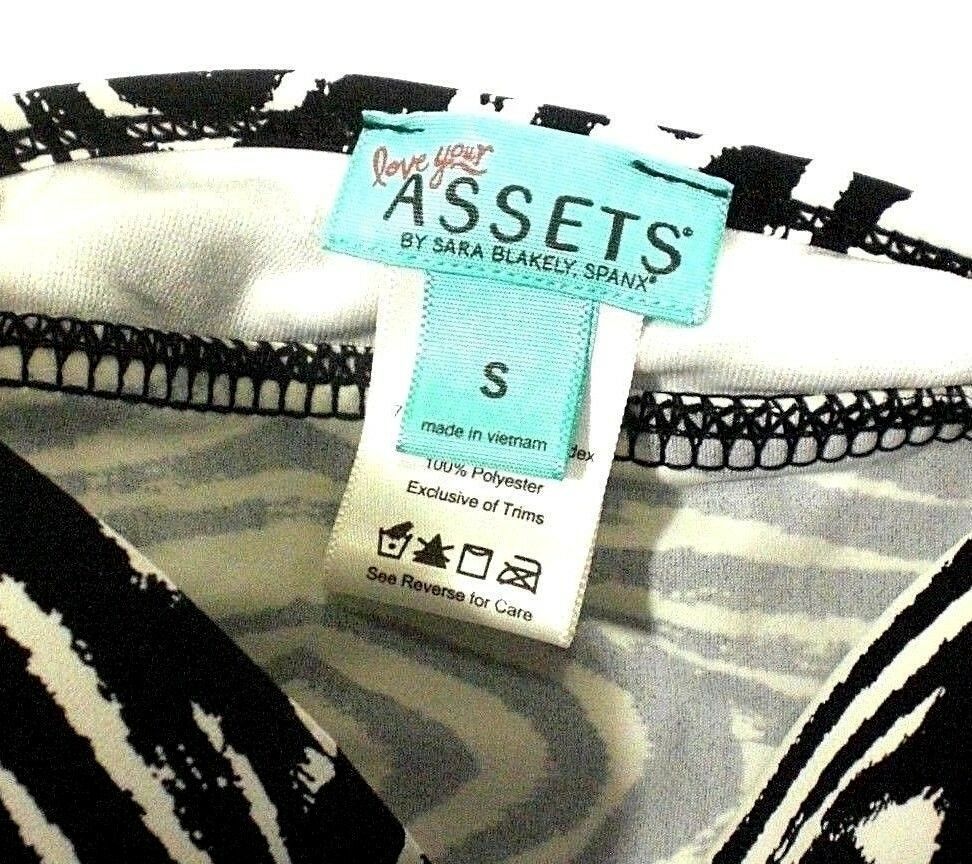 love your
ASSETS®
BY SARA BLAKELY, SPANX®
S
made in vietnam
7
dex
100% Polyester
Exclusive of Trims
See Reverse for Care